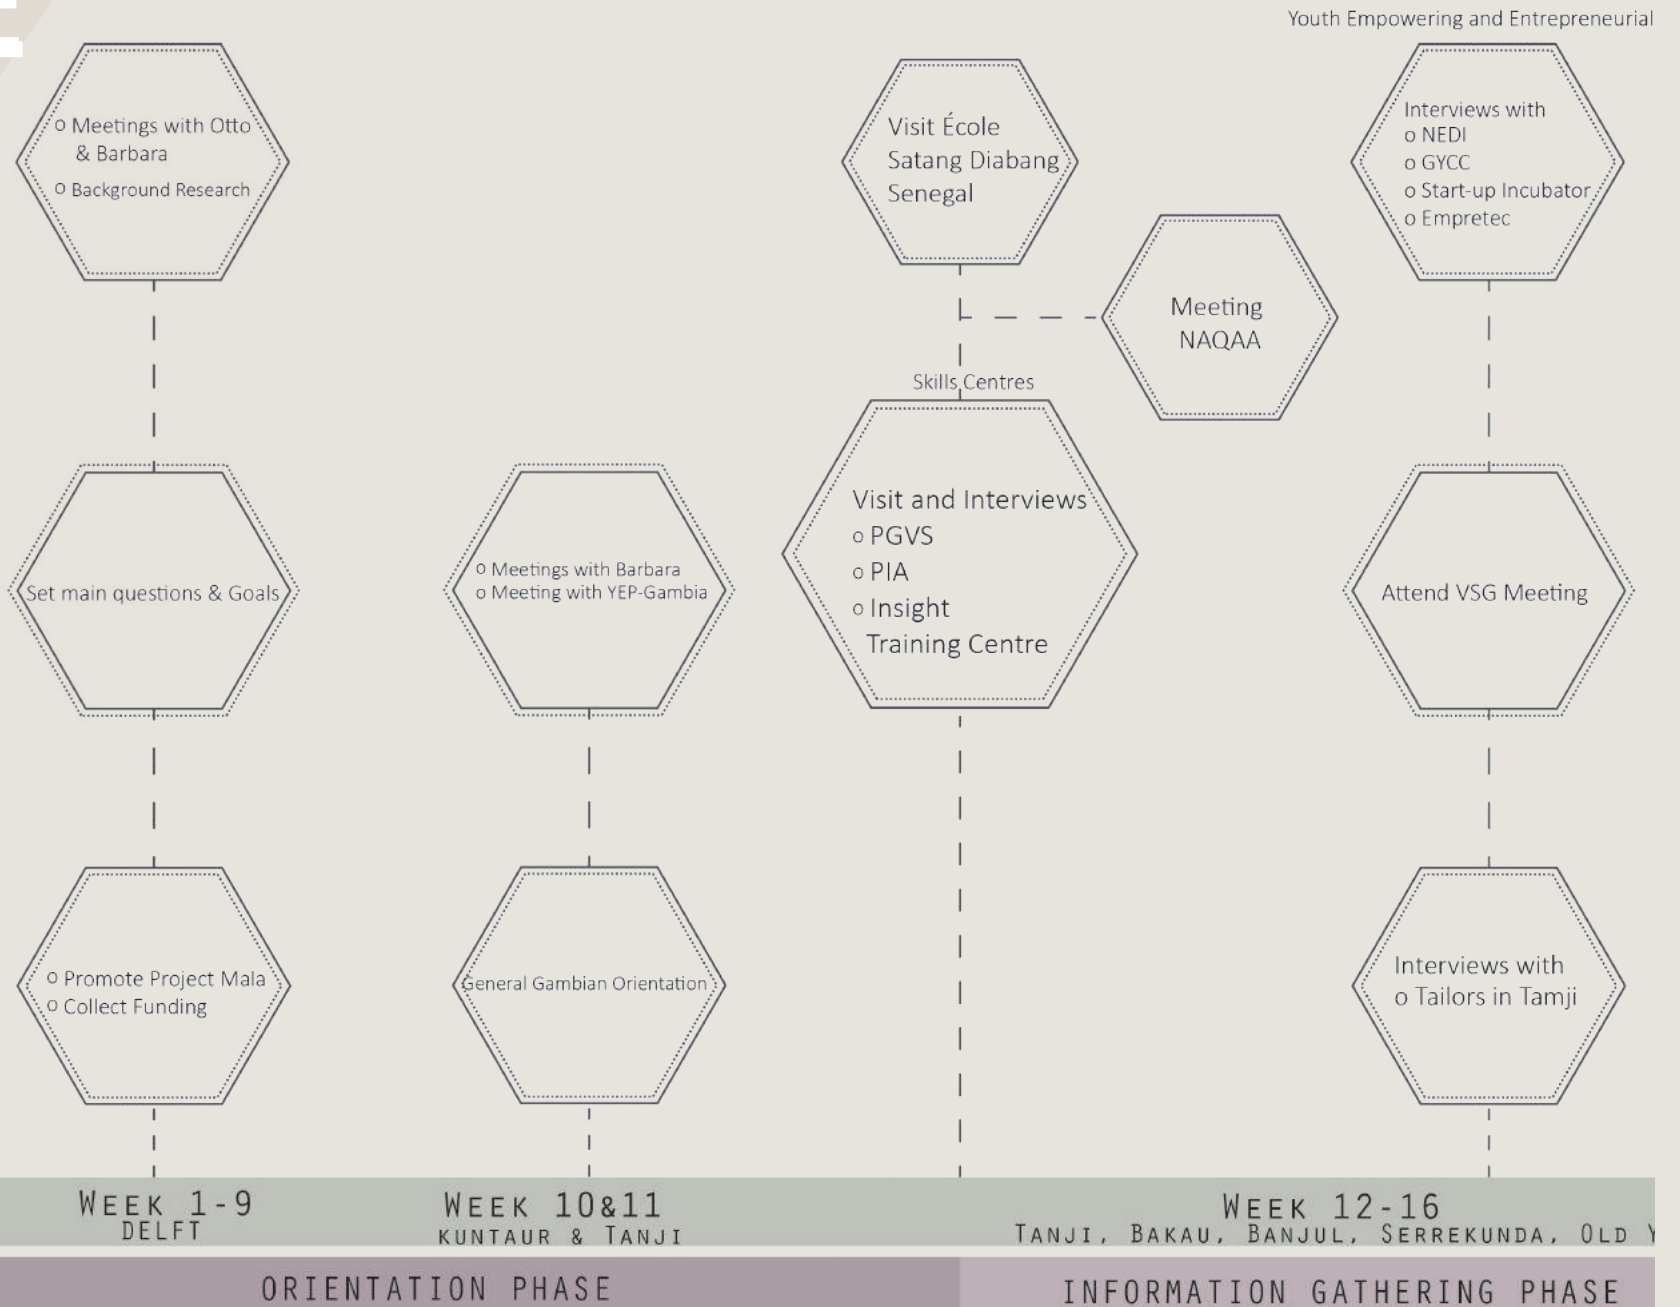 Youth Empowering and Entrepreneurial
o Meetings with Otto
& Barbara
o Background Research
Set main questions & Goals
o Promote Project Mala
o Collect Funding
o Meetings with Barbara
o Meeting with YEP-Gambia
General Gambian Orientation
Visit École
Satang Diabang
Senegal
Meeting
NAQAA
Skills Centres
Visit and Interviews
o PGVS
o PIA
o Insight
Training Centre
Interviews with
o NEDI
o GYCC
o Start-up Incubator
o Empretec
Attend VSG Meeting
Interviews with
o Tailors in Tamji
WEEK 1-9
DELFT
WEEK 10&11
KUNTAUR & TANJI
WEEK 12-16
TANJI, BAKAU, BANJUL, SERREKUNDA, OLD
ORIENTATION PHASE
INFORMATION GATHERING PHASE